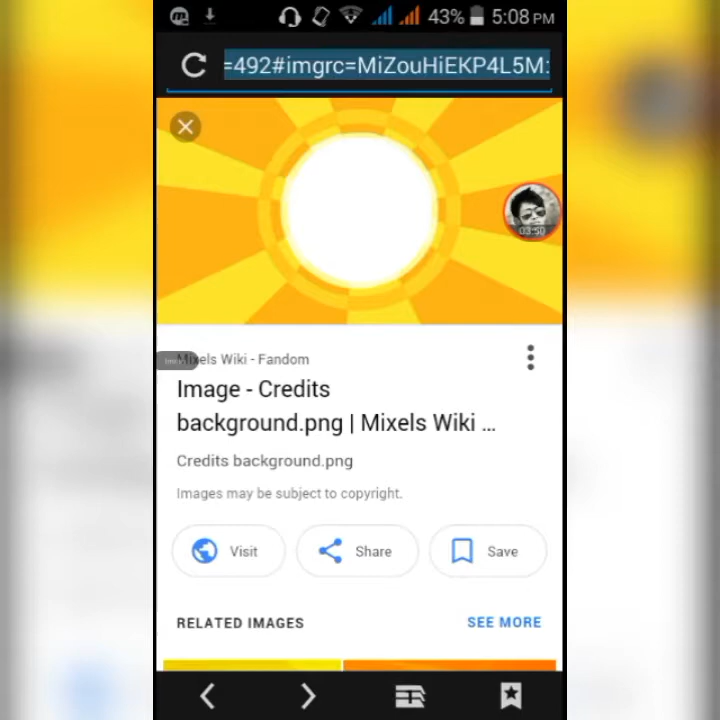 43% 5:08 PM
=492#imgrc=MiZouHiEKP4L5M:
03:50
Mixels Wiki - Fandom
Image - Credits
background.png | Mixels Wiki ...
Credits background.png
Images may be subject to copyright.
Visit Share Save
RELATED IMAGES SEE MORE